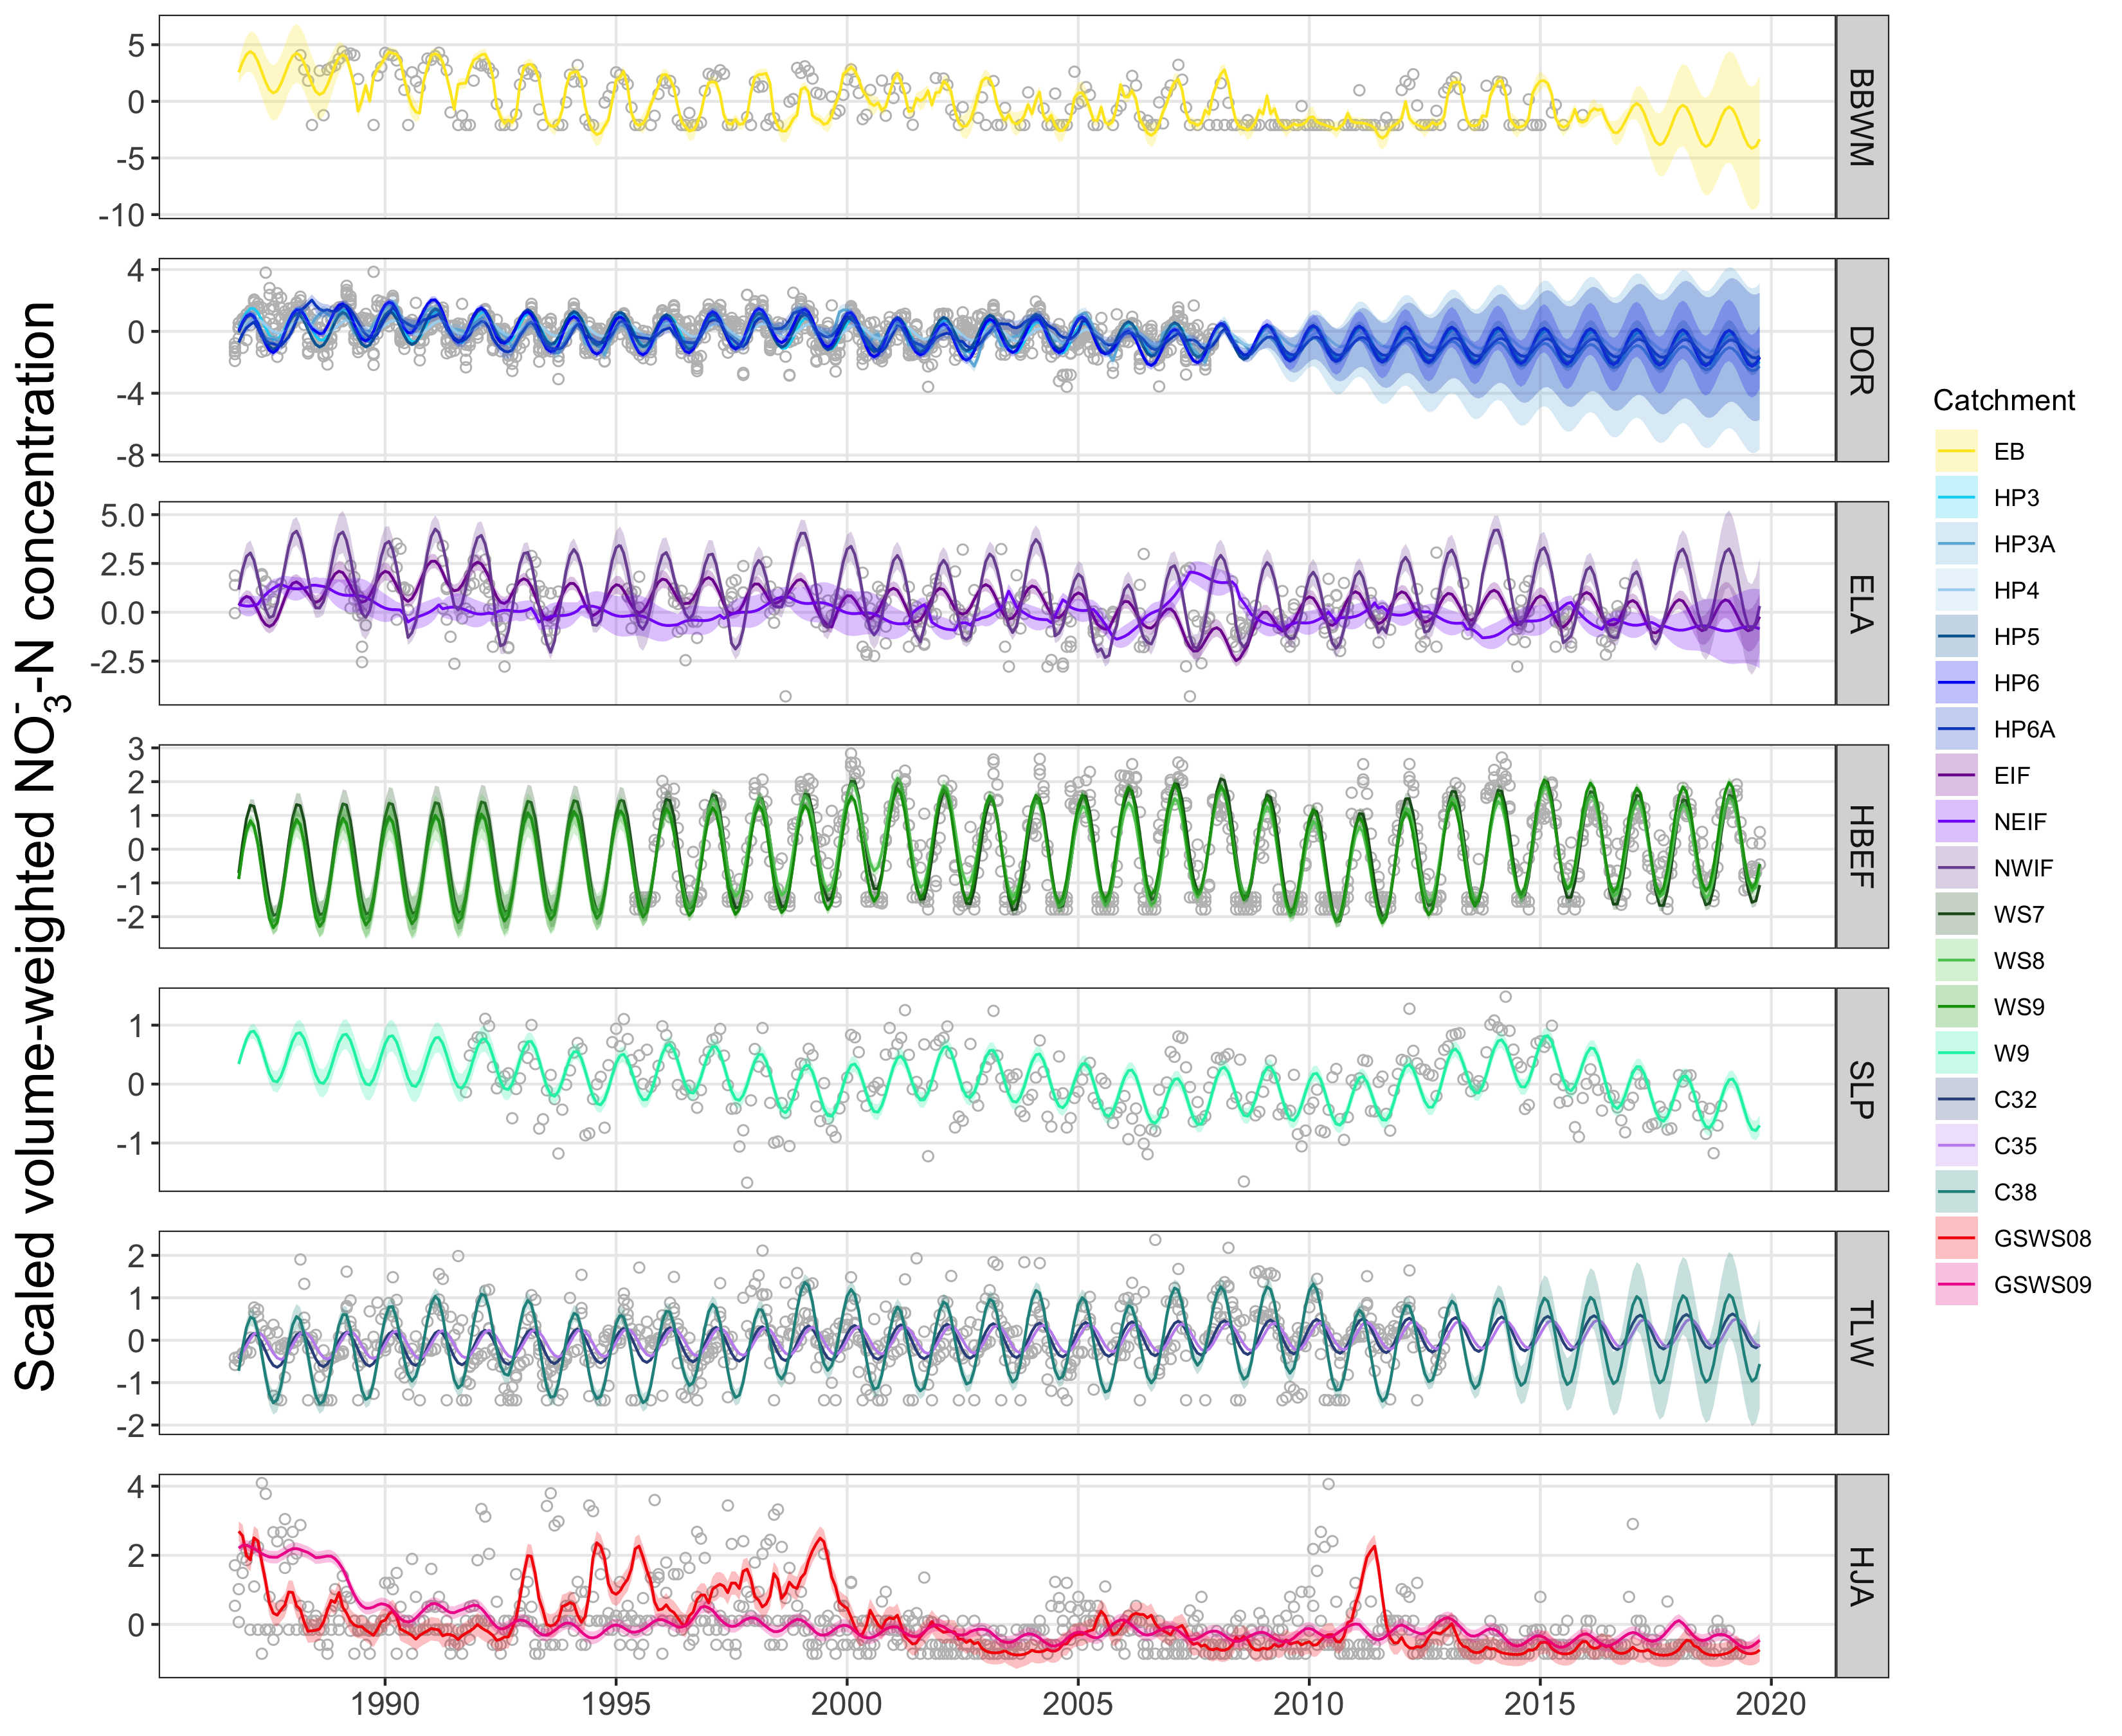 Scaled volume-weighted NO₃⁻-N concentration
5
0
-5
-10
BBWM
4
0
-4
-8
DOR
5.0
2.5
0.0
-2.5
ELA
3
2
1
0
-1
-2
HBEF
1
0
-1
SLP
2
1
0
-1
-2
TLW
4
2
0
HJA
1990 1995 2000 2005 2010 2015 2020
Catchment
EB
HP3
HP3A
HP4
HP5
HP6
HP6A
EIF
NEIF
NWIF
WS7
WS8
WS9
W9
C32
C35
C38
GSWS08
GSWS09